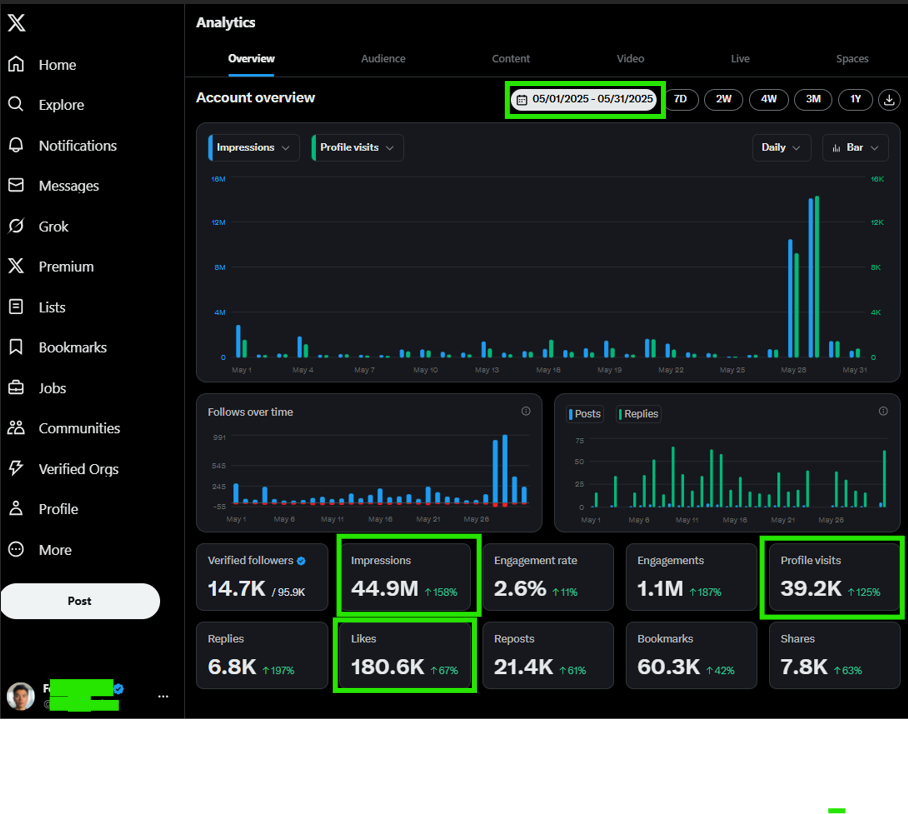 Analytics
Home
Explore
Notifications
Messages
Grok
Premium
Lists
Bookmarks
Jobs
Communities
Verified Orgs
Profile
More
Post
Overview Audience Content Video Live Spaces
Account overview
05/01/2025 - 05/31/2025 7D 2W 4W 3M 1Y
Impressions Profile visits Daily Bar
16M 16K
12M 12K
8M 8K
4M 4K
0 0
May 1 May 4 May 7 May 10 May 13 May 16 May 19 May 22 May 25 May 28 May 31
Follows over time
991
545
245
-55
May 1 May 6 May 11 May 16 May 21 May 26
Posts Replies
75
50
25
0
May 1 May 6 May 11 May 16 May 21 May 26
Verified followers
14.7K / 95.9K
Impressions
44.9M ↑158%
Engagement rate
2.6% ↑11%
Engagements
1.1M ↑187%
Profile visits
39.2K ↑125%
Replies
6.8K ↑197%
Likes
180.6K ↑67%
Reposts
21.4K ↑61%
Bookmarks
60.3K ↑42%
Shares
7.8K ↑63%